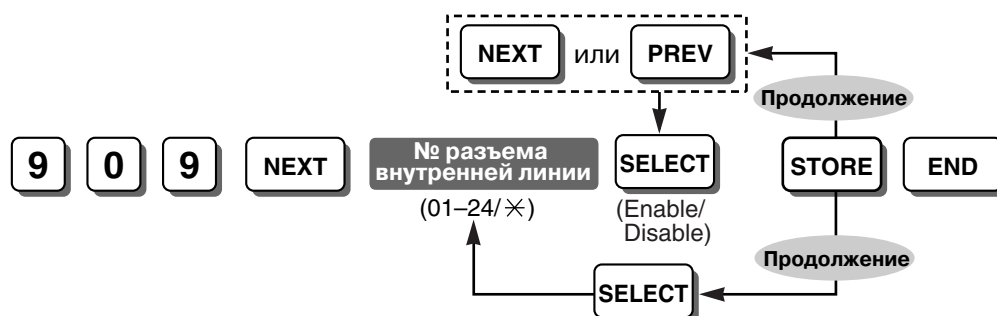 NEXT или PREV
Продолжение
9 0 9 NEXT № разъема внутренней линии SELECT STORE END
(01–24/✳)
(Enable/
Disable)
Продолжение
SELECT